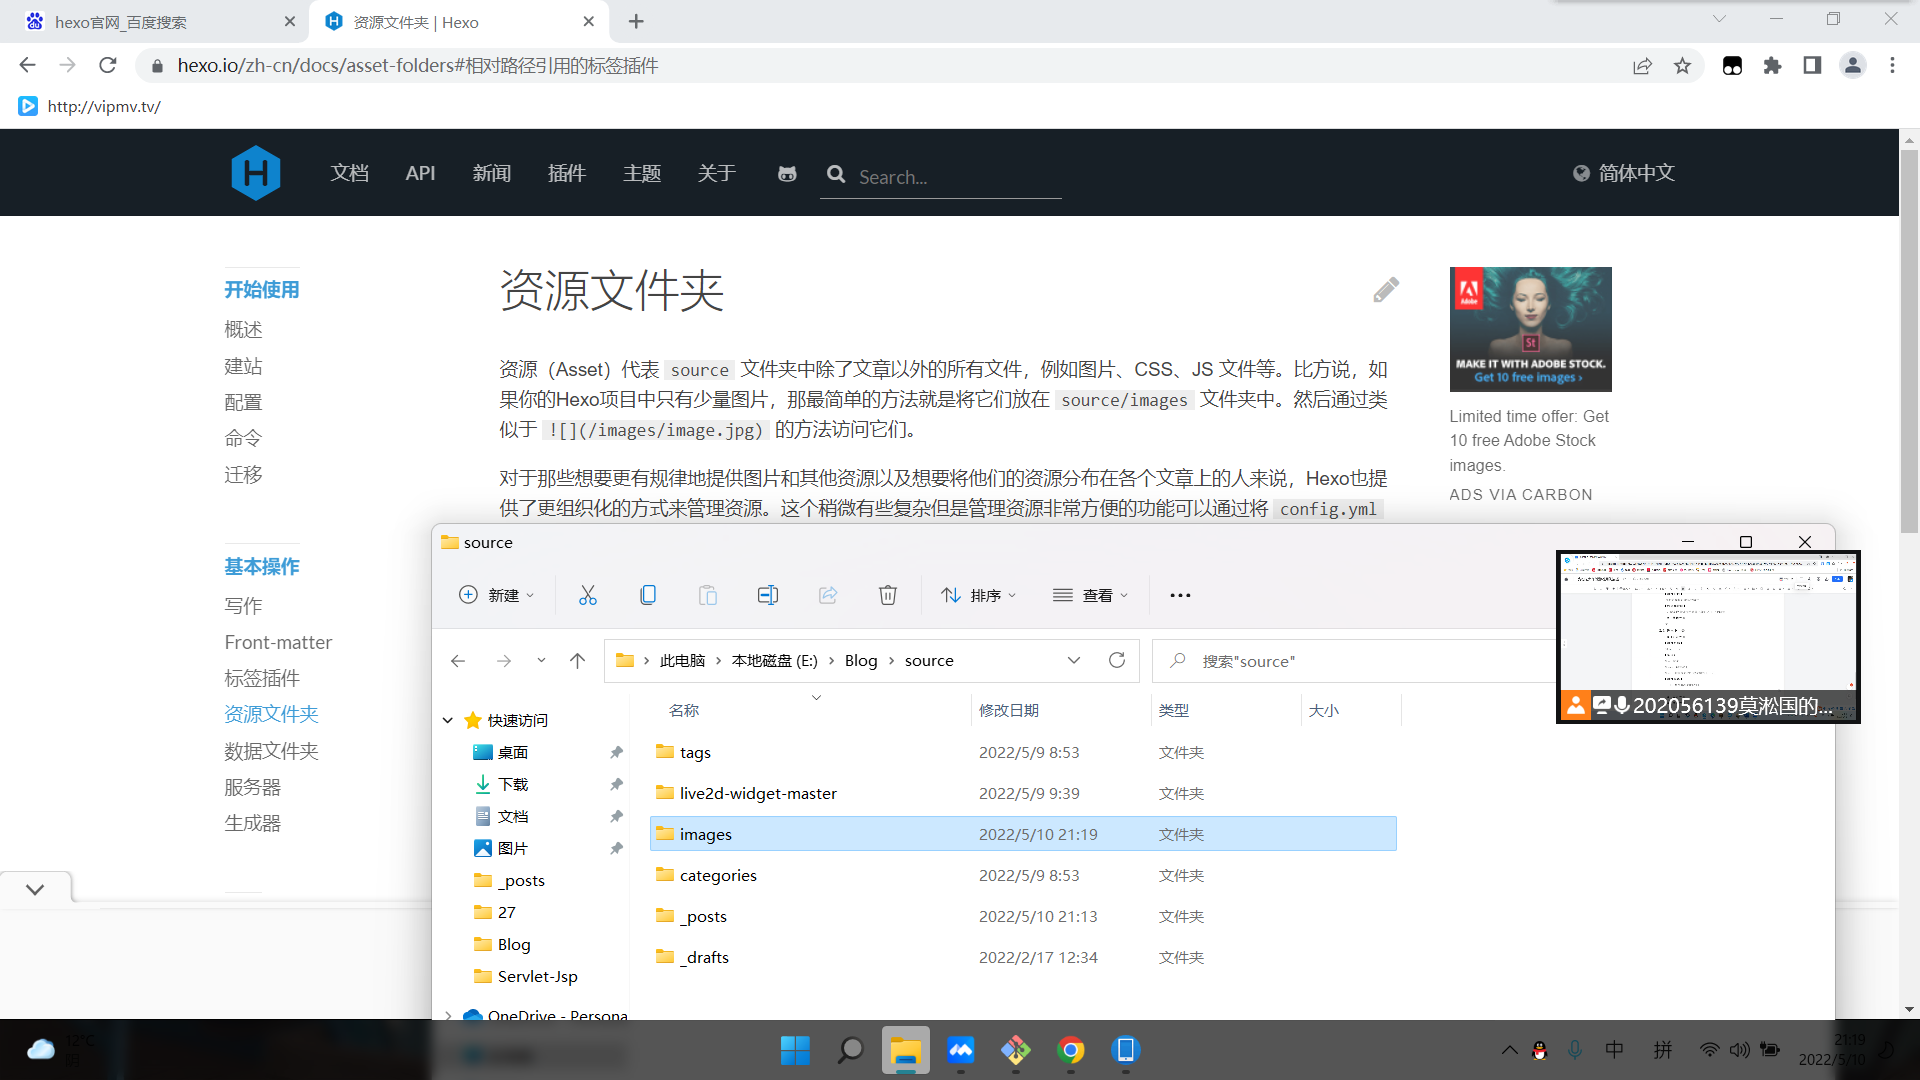 hexo官网_百度搜索
资源文件夹 | Hexo
hexo.io/zh-cn/docs/asset-folders#相对路径引用的标签插件
http://vipmv.tv/
文档 API 新闻 插件 主题 关于 Search... 简体中文
开始使用
概述
建站
配置
命令
迁移
基本操作
写作
Front-matter
标签插件
资源文件夹
数据文件夹
服务器
生成器
资源文件夹
资源（Asset）代表 source 文件夹中除了文章以外的所有文件，例如图片、CSS、JS 文件等。比方说，如
果你的Hexo项目中只有少量图片，那最简单的方法就是将它们放在 source/images 文件夹中。然后通过类
似于 ![](/images/image.jpg) 的方法访问它们。
对于那些想要更有规律地提供图片和其他资源以及想要将他们的资源分布在各个文章上的人来说，Hexo也提
供了更组织化的方式来管理资源。这个稍微有些复杂但是管理资源非常方便的功能可以通过将 config.yml
Adobe
St
MAKE IT WITH ADOBE STOCK.
Get 10 free images ›
Limited time offer: Get
10 free Adobe Stock
images.
ADS VIA CARBON
source
新建 排序 查看
此电脑 › 本地磁盘 (E:) › Blog › source
搜索"source"
快速访问
桌面
下载
文档
图片
_posts
27
Blog
Servlet-Jsp
OneDrive - Persona
名称 修改日期 类型 大小
tags 2022/5/9 8:53 文件夹
live2d-widget-master 2022/5/9 9:39 文件夹
images 2022/5/10 21:19 文件夹
categories 2022/5/9 8:53 文件夹
_posts 2022/5/10 21:13 文件夹
_drafts 2022/2/17 12:34 文件夹
202056139莫淞国的...
12°C
阴
中 拼
21:19
2022/5/10